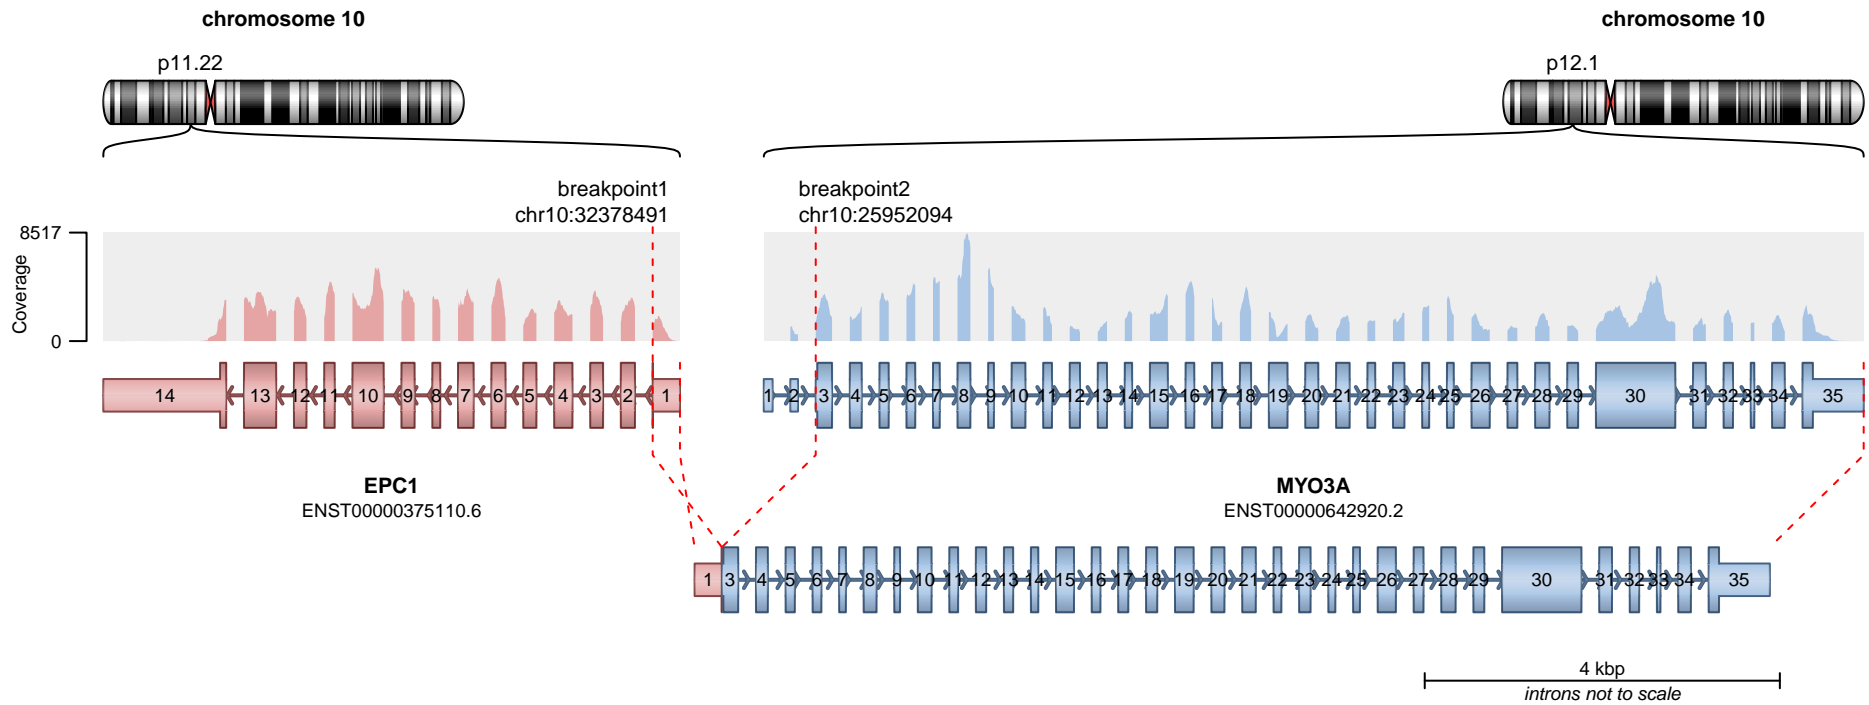 chromosome 10
chromosome 10
p11.22
p12.1
breakpoint1
chr10:32378491
breakpoint2
chr10:25952094
8517
Coverage
0
14 13 12 11 10 9 8 7 6 5 4 3 2 1
1 2 3 4 5 6 7 8 9 10 11 12 13 14 15 16 17 18 19 20 21 22 23 24 25 26 27 28 29 30 31 32 33 34 35
EPC1
ENST00000375110.6
MYO3A
ENST00000642920.2
1 3 4 5 6 7 8 9 10 11 12 13 14 15 16 17 18 19 20 21 22 23 24 25 26 27 28 29 30 31 32 33 34 35
4 kbp
introns not to scale